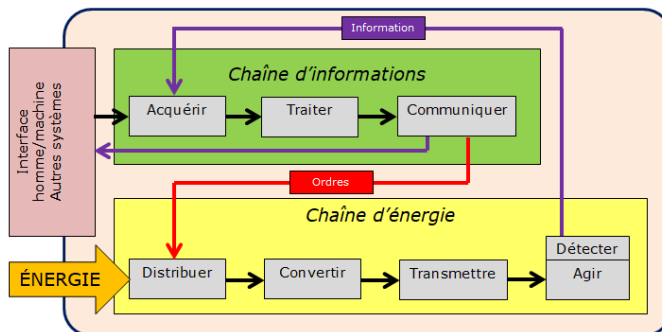 Information
Chaîne d'informations
Acquérir
Traiter
Communiquer
Interface
homme/machine
Autres systèmes
Ordres
Chaîne d'énergie
ÉNERGIE
Distribuer
Convertir
Transmettre
Détecter
Agir